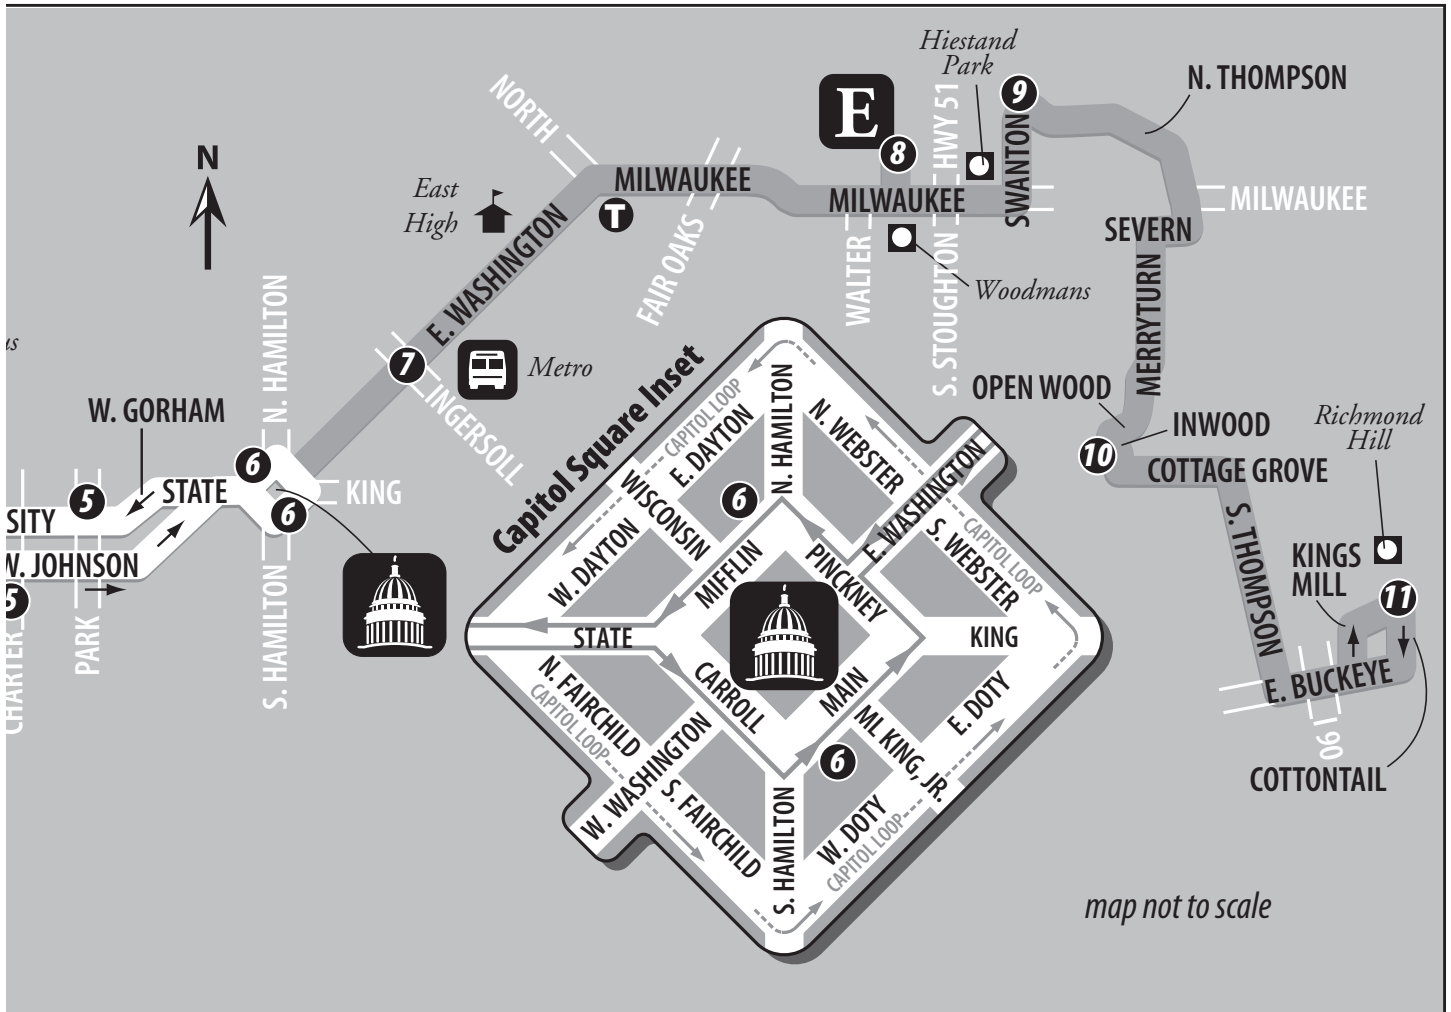 Hiestand
Park
N. THOMPSON
NORTH
HWY 51
9
E
8
N
East
High
MILWAUKEE
MILWAUKEE
SWANTON
MILWAUKEE
T
SEVERN
E. WASHINGTON
FAIR OAKS
WALTER
S. STOUGHTON
Woodmans
MERRYTURN
N. HAMILTON
us
7
Metro
INGERSOLL
Capitol Square Inset
OPEN WOOD
INWOOD
Richmond
Hill
W. GORHAM
10
COTTAGE GROVE
6
STATE
KING
5
SITY
6
W. JOHNSON
5
CHARTER
PARK
S. HAMILTON
CAPITOL LOOP
E. DAYTON
N. HAMILTON
N. WEBSTER
E. WASHINGTON
WISCONSIN
6
W. DAYTON
MIFFLIN
PINCKNEY
S. WEBSTER
CAPITOL LOOP
STATE
KING
N. FAIRCHILD
CAPITOL LOOP
CARROLL
MAIN
ML KING, JR.
E. DOTY
W. WASHINGTON
6
S. FAIRCHILD
S. HAMILTON
W. DOTY
CAPITOL LOOP
S. THOMPSON
KINGS
MILL
11
E. BUCKEYE
I 90
COTTONTAIL
map not to scale